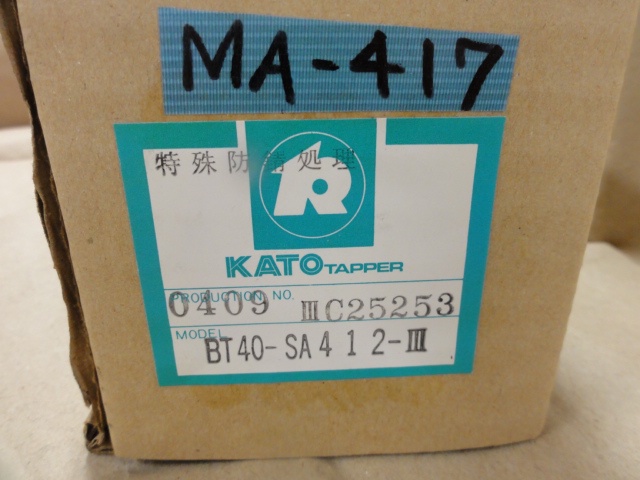 MA-417
特殊防錆処理
R
KATO TAPPER
PRODUCTION NO.
0409 ⅢC25253
MODEL
BT40-SA412-Ⅲ